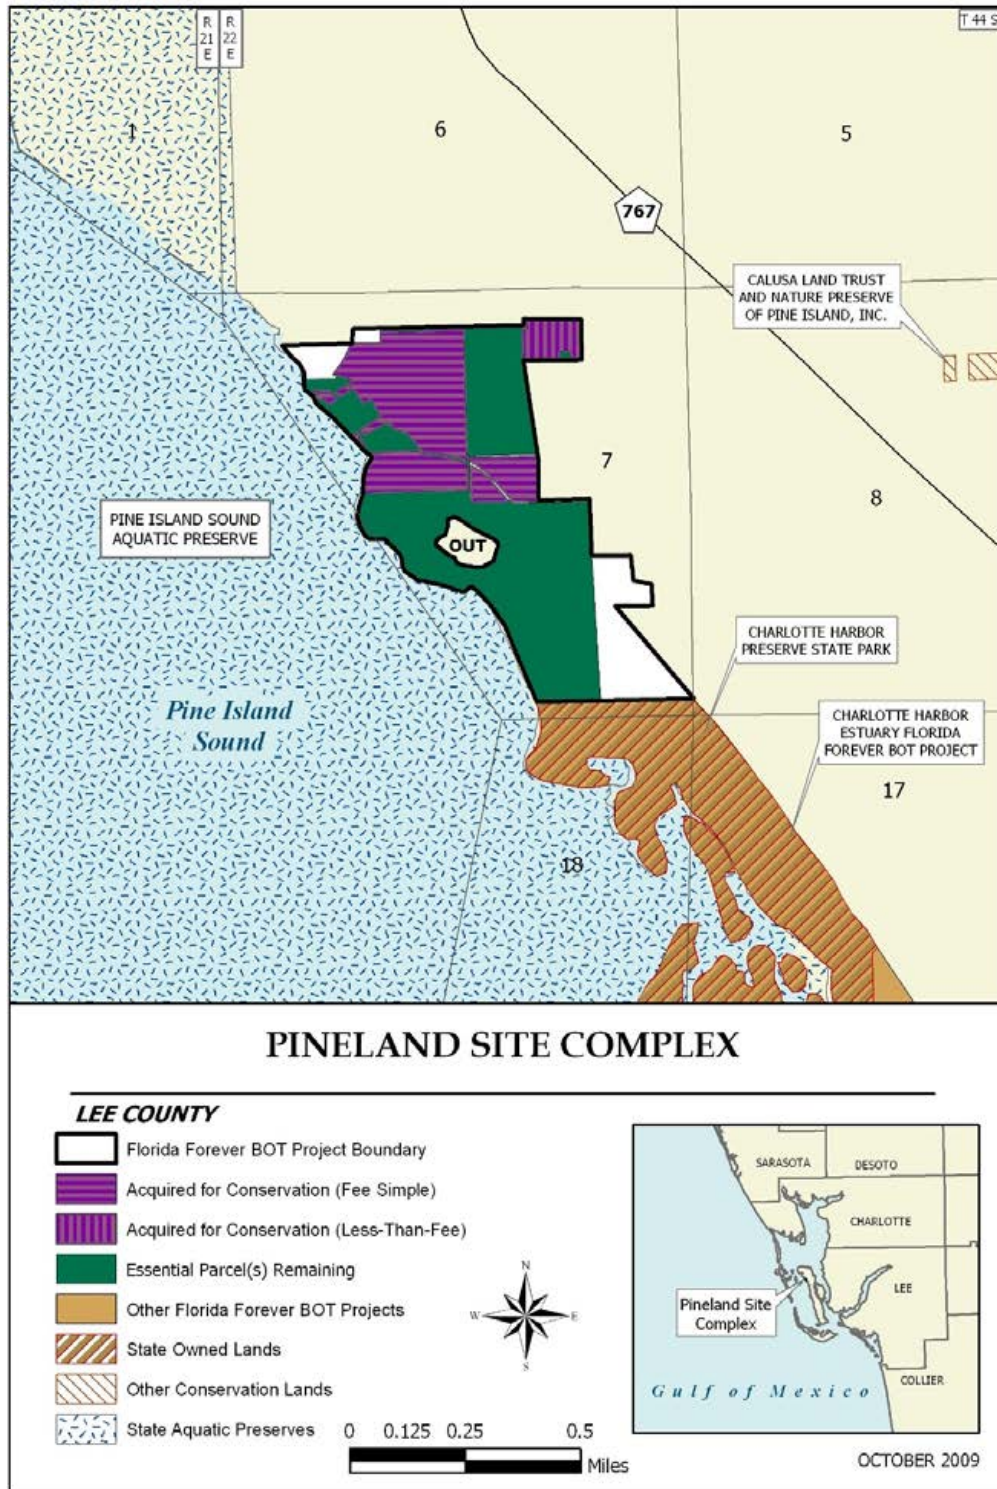 R
21
E
R
22
E
T 44 S
1
6
5
767
CALUSA LAND TRUST
AND NATURE PRESERVE
OF PINE ISLAND, INC.
7
8
PINE ISLAND SOUND
AQUATIC PRESERVE
OUT
CHARLOTTE HARBOR
PRESERVE STATE PARK
Pine Island
Sound
CHARLOTTE HARBOR
ESTUARY FLORIDA
FOREVER BOT PROJECT
17
18
PINELAND SITE COMPLEX
LEE COUNTY
Florida Forever BOT Project Boundary
Acquired for Conservation (Fee Simple)
Acquired for Conservation (Less-Than-Fee)
Essential Parcel(s) Remaining
Other Florida Forever BOT Projects
State Owned Lands
Other Conservation Lands
State Aquatic Preserves
N
W
E
S
0 0.125 0.25 0.5
Miles
SARASOTA
DESOTO
CHARLOTTE
LEE
Pineland Site
Complex
COLLIER
Gulf of Mexico
OCTOBER 2009